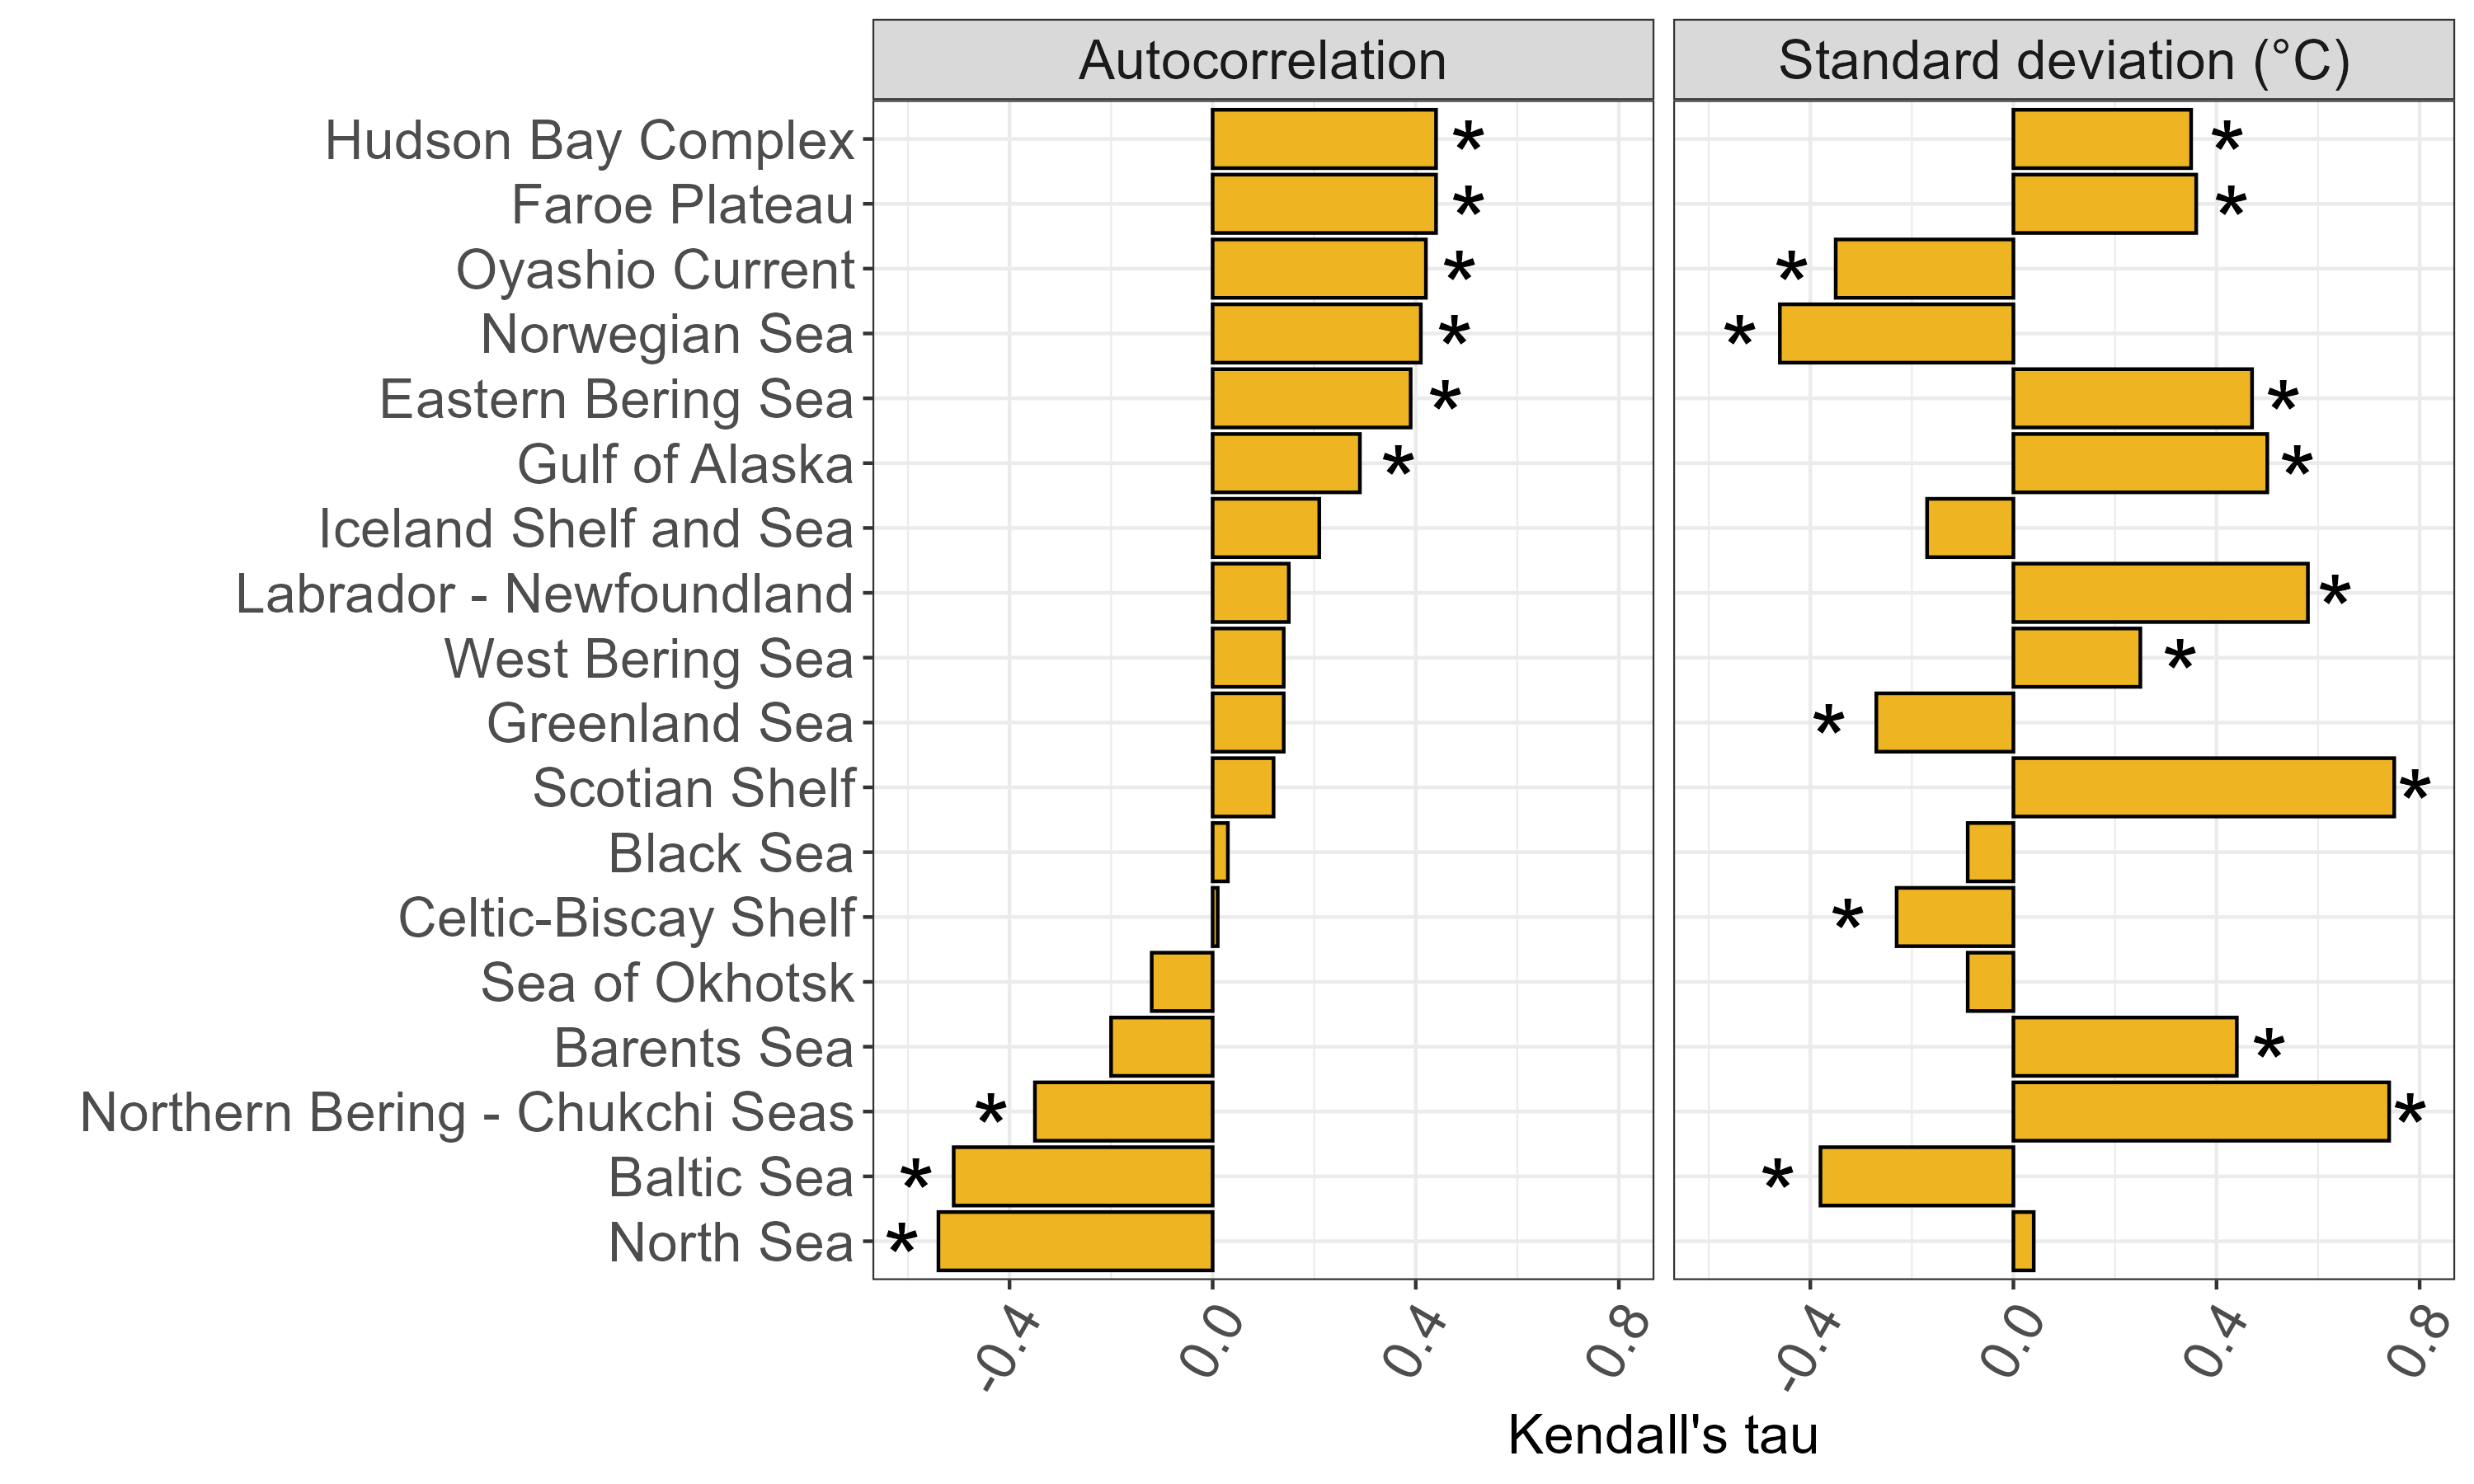 Autocorrelation
Standard deviation (°C)
Hudson Bay Complex * *
Faroe Plateau * *
Oyashio Current * *
Norwegian Sea * *
Eastern Bering Sea * *
Gulf of Alaska * *
Iceland Shelf and Sea
Labrador - Newfoundland *
West Bering Sea *
Greenland Sea *
Scotian Shelf *
Black Sea
Celtic-Biscay Shelf *
Sea of Okhotsk
Barents Sea *
Northern Bering - Chukchi Seas * *
Baltic Sea * *
North Sea *
-0.4 0.0 0.4 0.8 -0.4 0.0 0.4 0.8
Kendall's tau